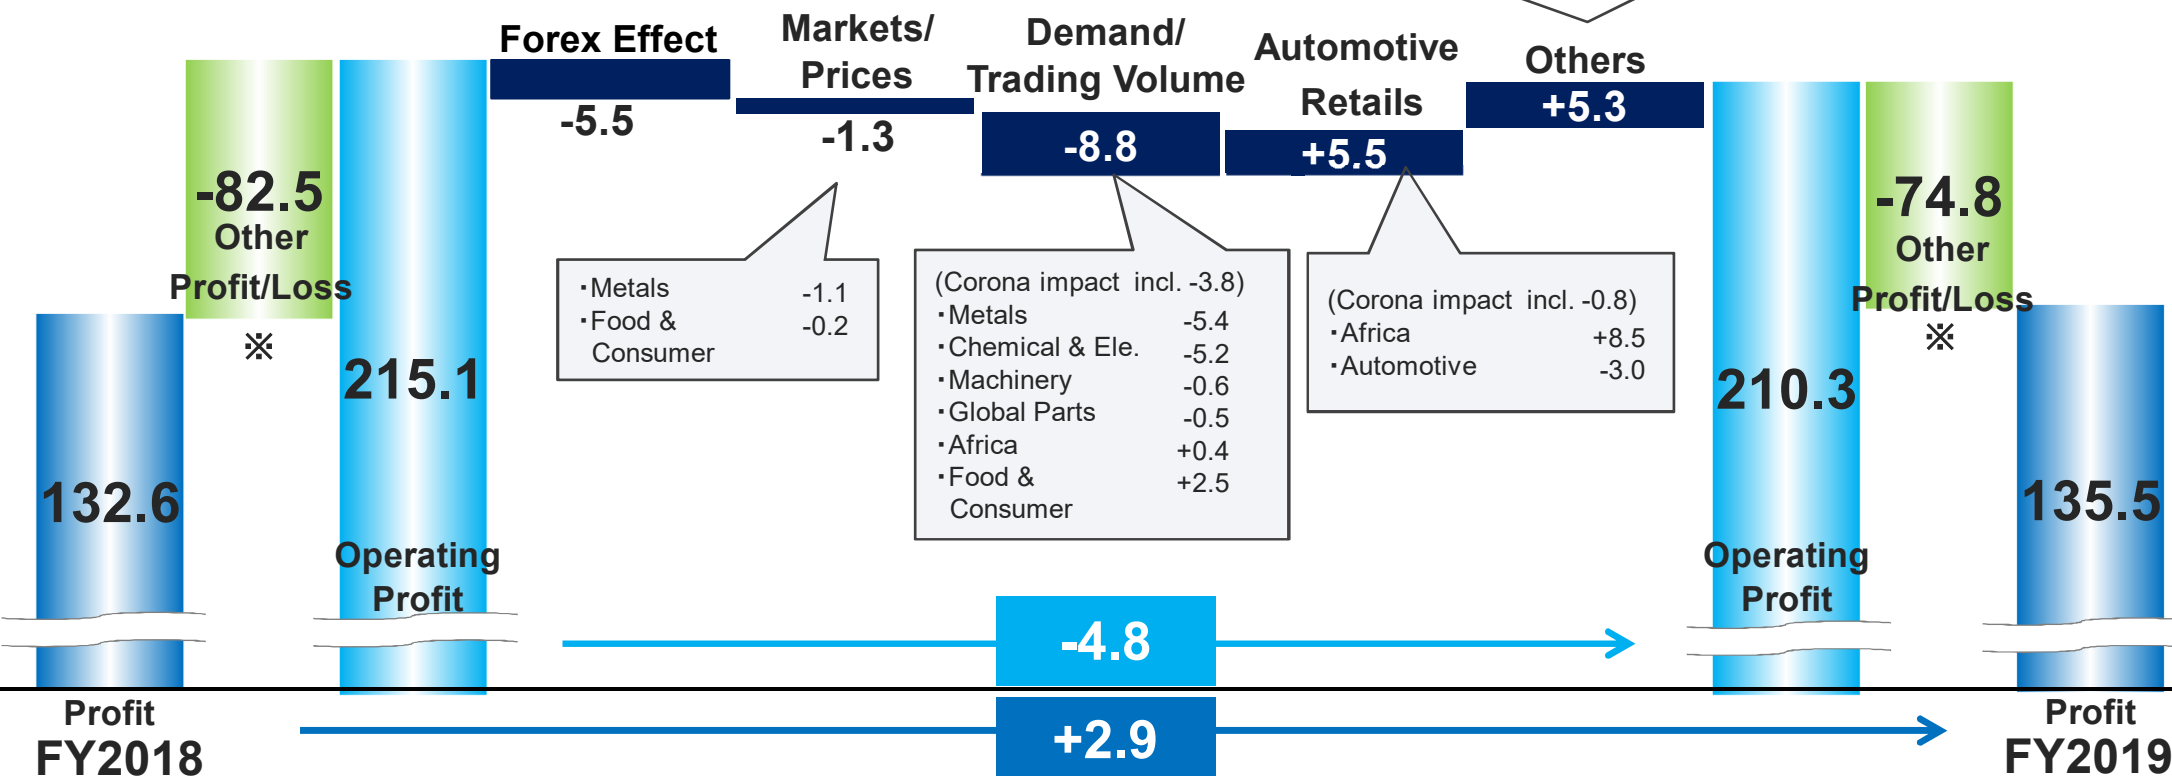 Forex Effect
-5.5
Markets/
Prices
-1.3
Demand/
Trading Volume
-8.8
Automotive
Retails
+5.5
Others
+5.3
-82.5
Other
Profit/Loss
※
215.1
Operating
Profit
132.6
・Metals -1.1
・Food & -0.2
Consumer
(Corona impact incl. -3.8)
・Metals -5.4
・Chemical & Ele. -5.2
・Machinery -0.6
・Global Parts -0.5
・Africa +0.4
・Food & +2.5
Consumer
(Corona impact incl. -0.8)
・Africa +8.5
・Automotive -3.0
210.3
Operating
Profit
-74.8
Other
Profit/Loss
※
135.5
-4.8
+2.9
Profit
FY2018
Profit
FY2019